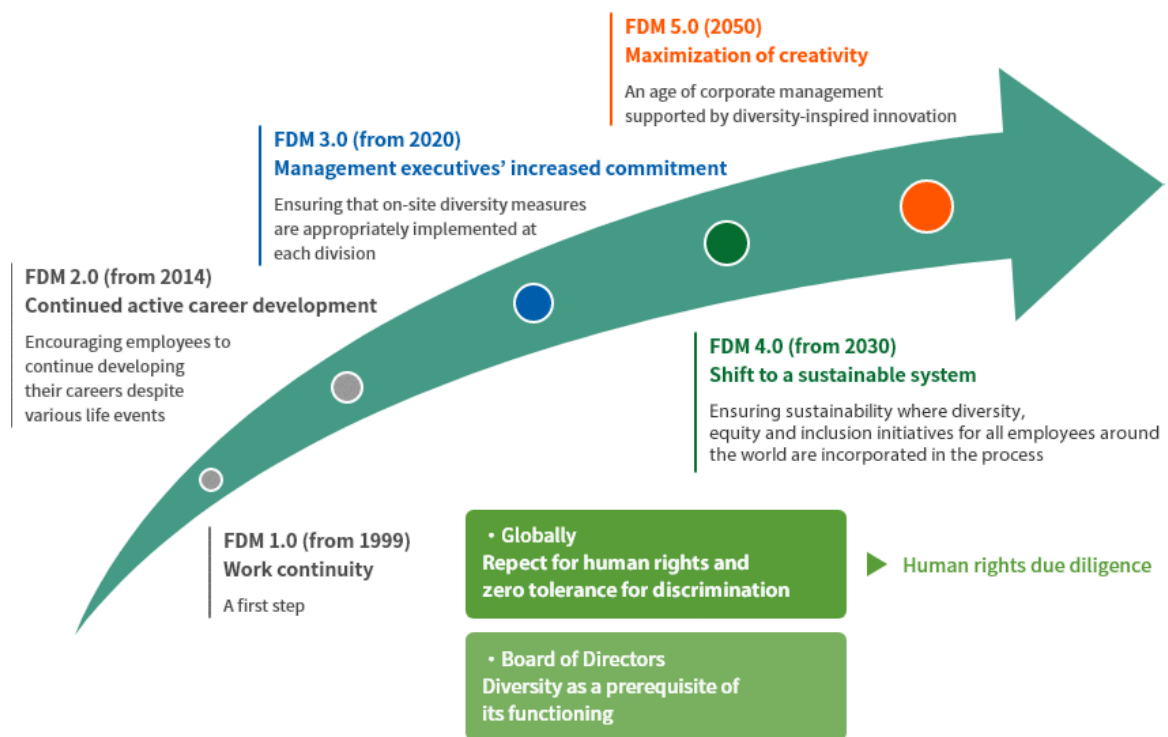 FDM 5.0 (2050)
Maximization of creativity
An age of corporate management
supported by diversity-inspired innovation
FDM 3.0 (from 2020)
Management executives’ increased commitment
Ensuring that on-site diversity measures
are appropriately implemented at
each division
FDM 2.0 (from 2014)
Continued active career development
Encouraging employees to
continue developing
their careers despite
various life events
FDM 4.0 (from 2030)
Shift to a sustainable system
Ensuring sustainability where diversity,
equity and inclusion initiatives for all employees around
the world are incorporated in the process
FDM 1.0 (from 1999)
Work continuity
A first step
・Globally
Repect for human rights and
zero tolerance for discrimination
Human rights due diligence
・Board of Directors
Diversity as a prerequisite of
its functioning